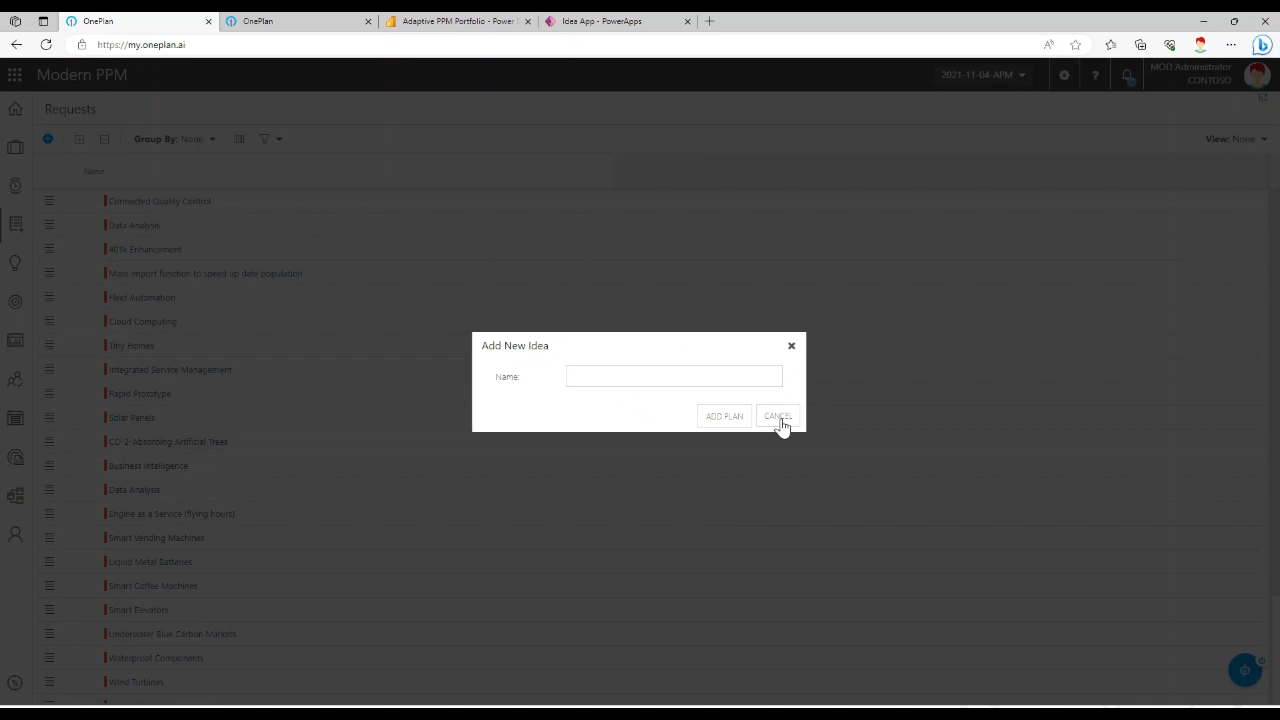 OnePlan
OnePlan
Adaptive PPM Portfolio - Power
Idea App - PowerApps
https://my.oneplan.ai
Modern PPM
2021-11-04-APM
MOD Administrator
CONTOSO
Requests
Group By: None
View: None
Name
Connected Quality Control
Data Analysis
401k Enhancement
Mass import function to speed up date population
Fleet Automation
Cloud Computing
Tiny Homes
Add New Idea
Name:
ADD PLAN
CANCEL
Integrated Service Management
Rapid Prototype
Solar Panels
CO-2-Absorbing Artificial Trees
Business Intelligence
Data Analysis
Engine as a Service (flying hours)
Smart Vending Machines
Liquid Metal Batteries
Smart Coffee Machines
Smart Elevators
Underwater Blue Carbon Markets
Waterproof Components
Wind Turbines